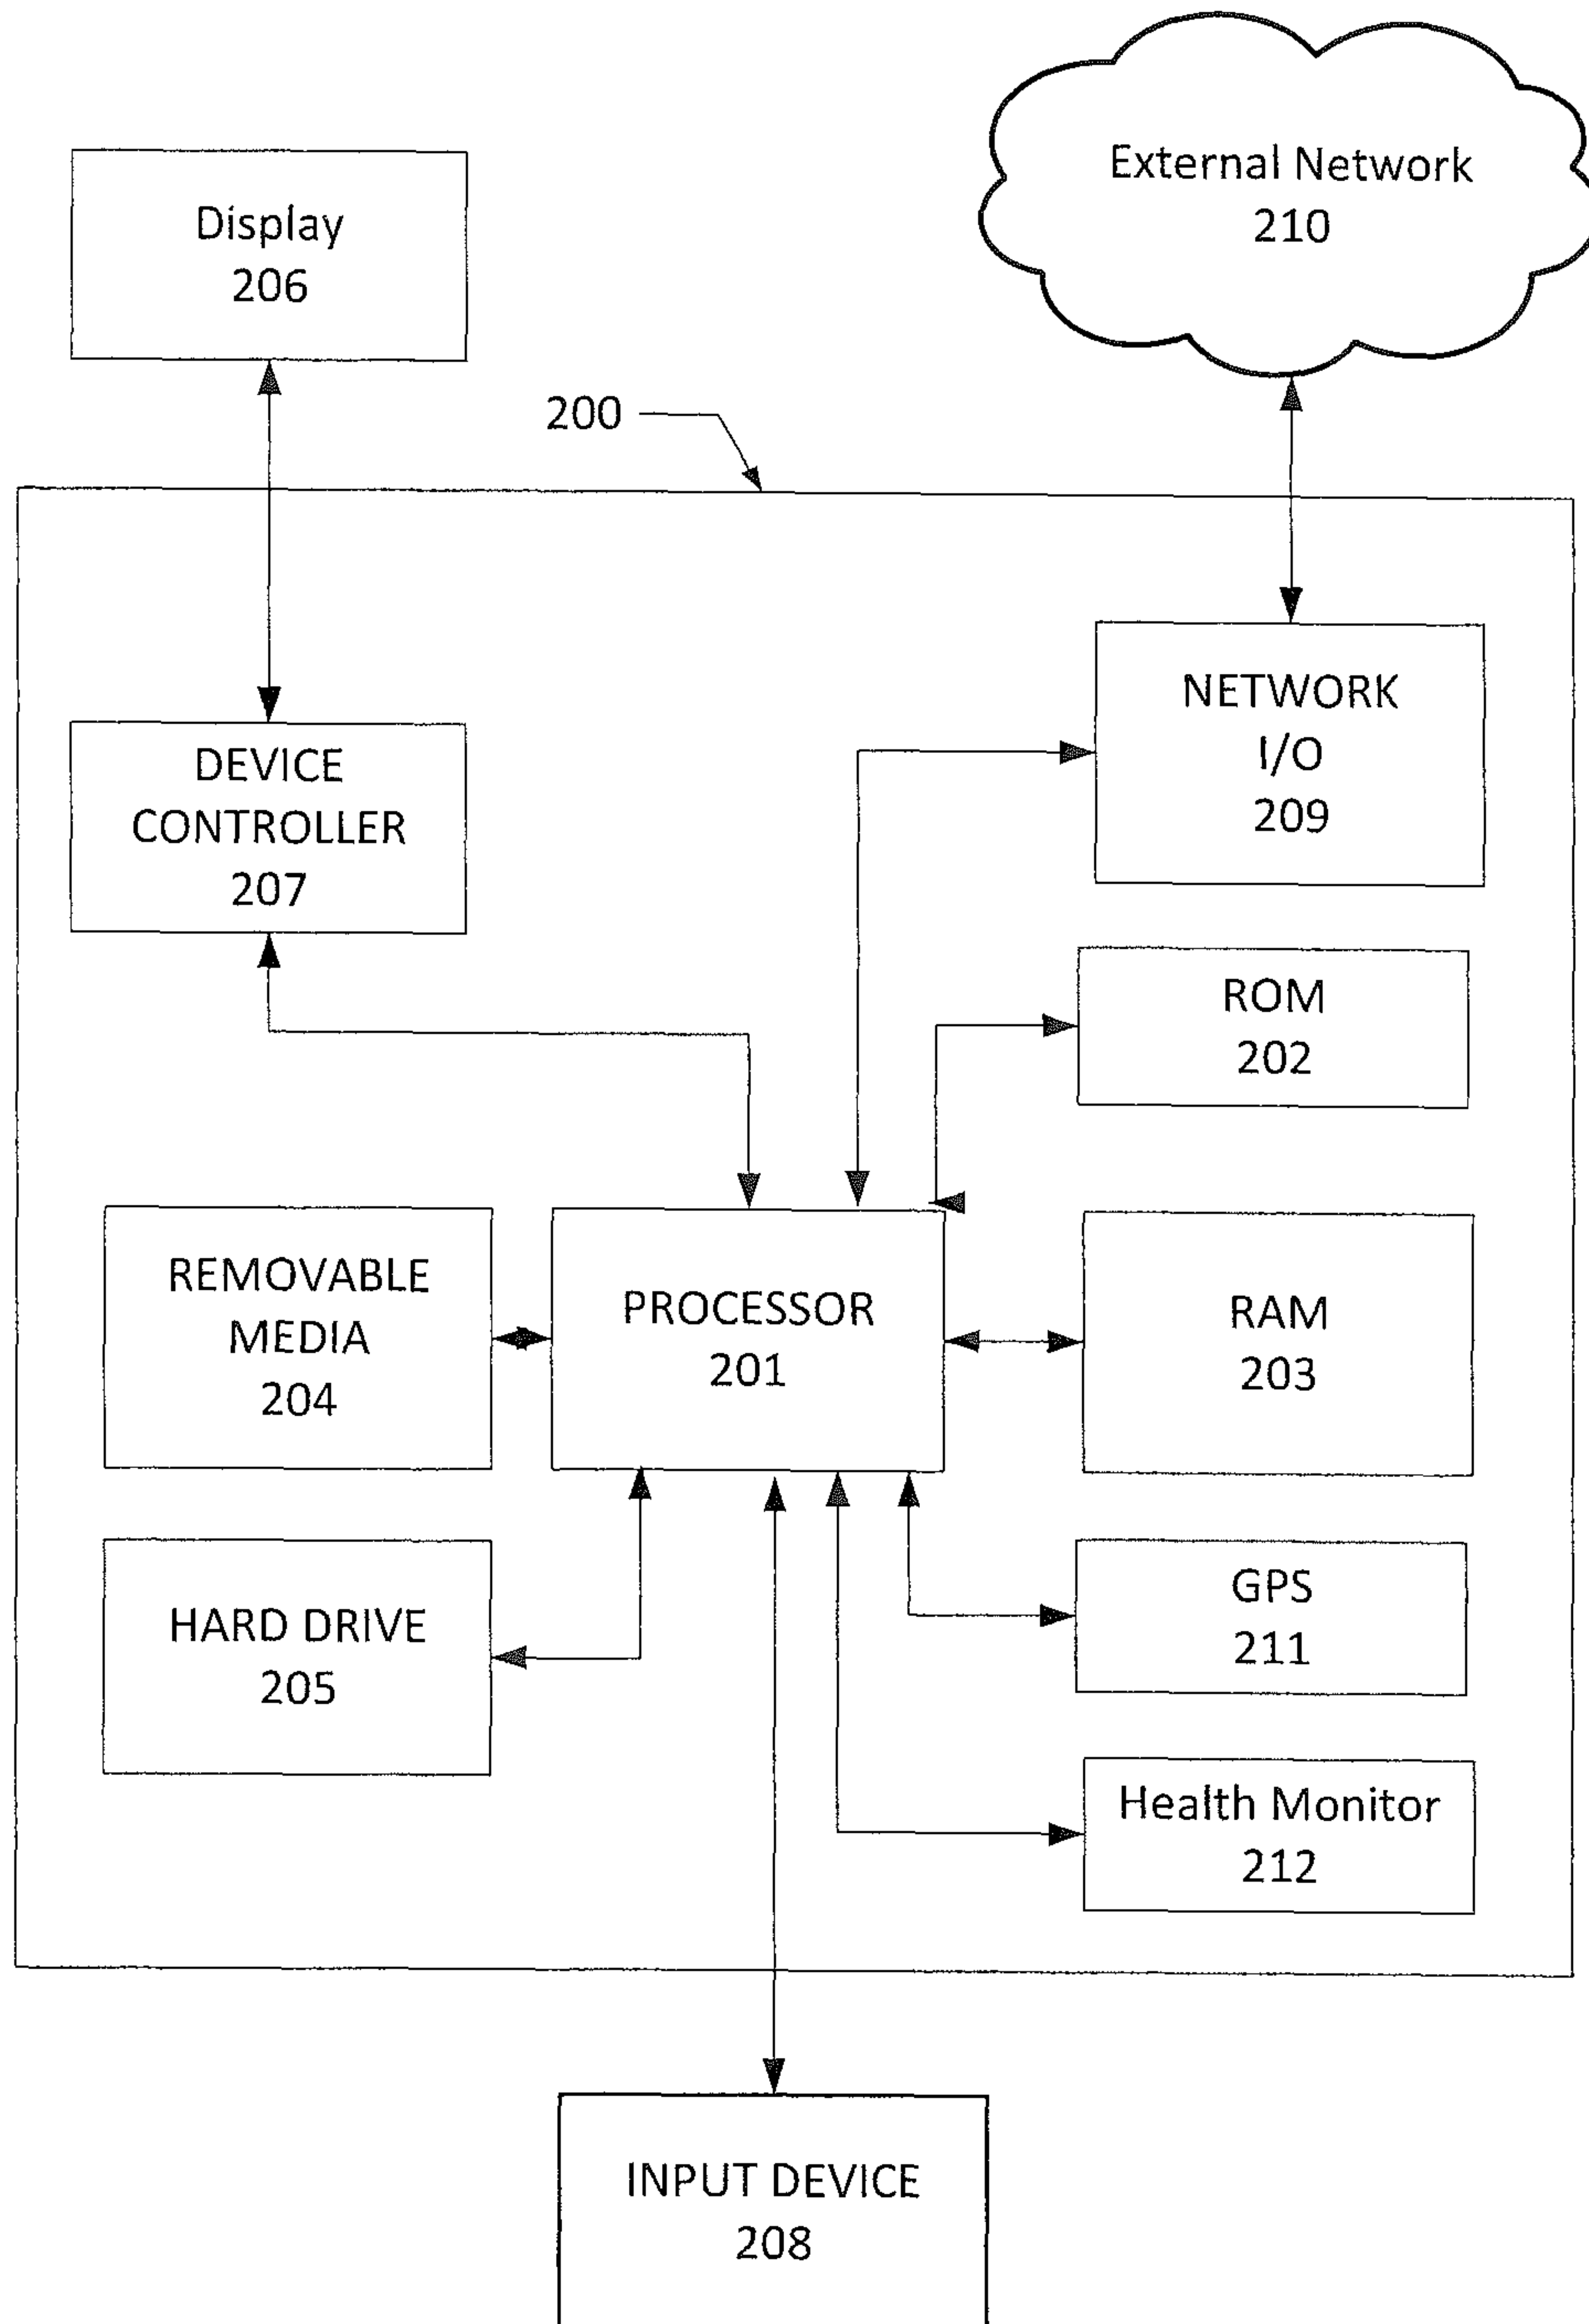 External Network
210
Display
206
200
NETWORK
I/O
209
DEVICE
CONTROLLER
207
ROM
202
REMOVABLE
MEDIA
204
PROCESSOR
201
RAM
203
HARD DRIVE
205
GPS
211
Health Monitor
212
INPUT DEVICE
208